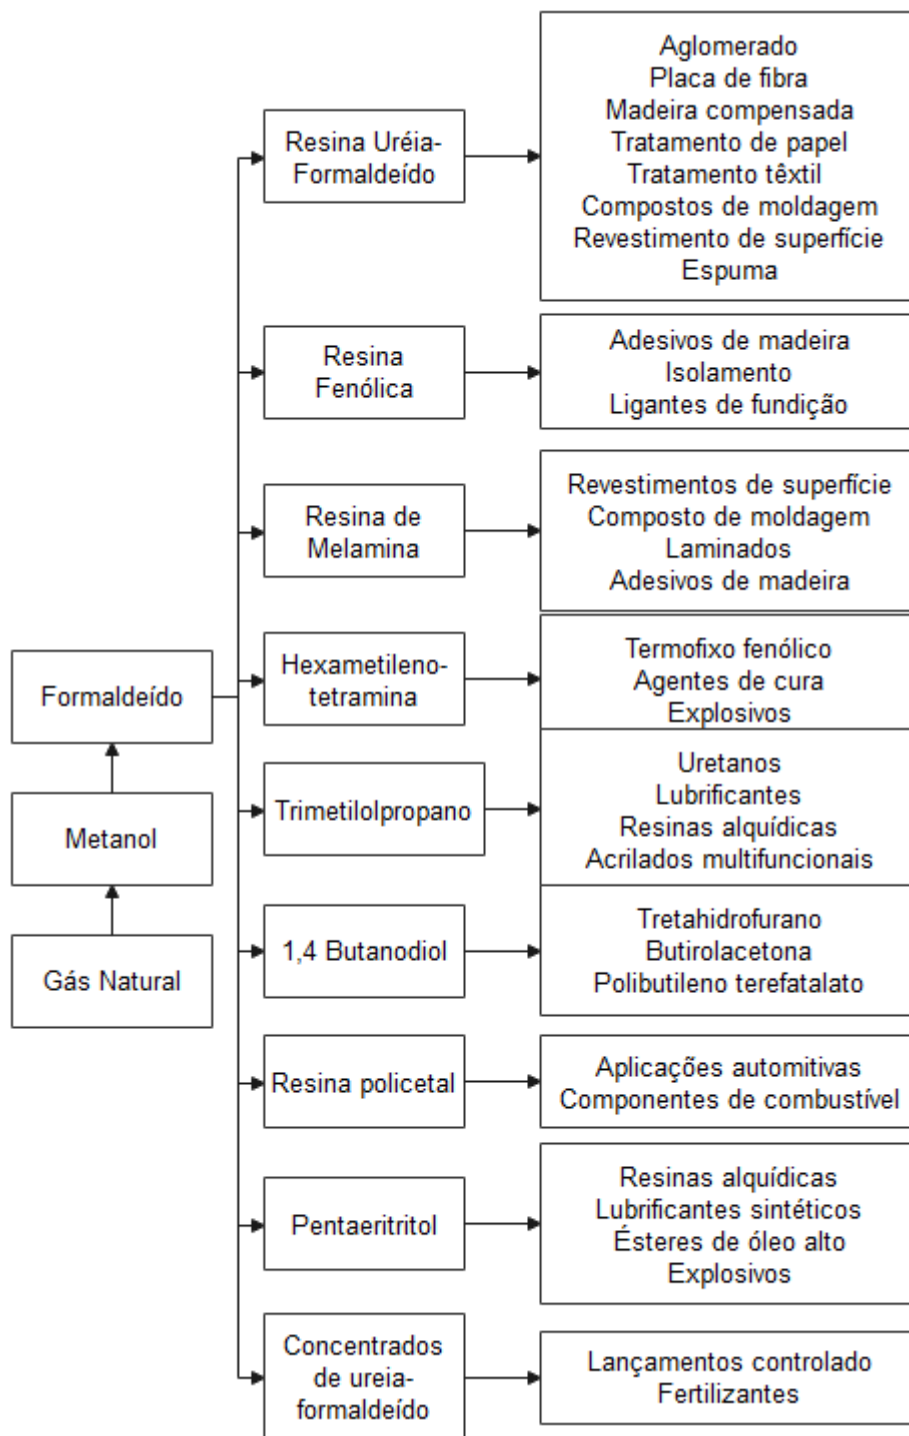 Gás Natural
Metanol
Formaldeído
Resina Uréia-
Formaldeído
Aglomerado
Placa de fibra
Madeira compensada
Tratamento de papel
Tratamento têxtil
Compostos de moldagem
Revestimento de superfície
Espuma
Resina
Fenólica
Adesivos de madeira
Isolamento
Ligantes de fundição
Resina de
Melamina
Revestimentos de superfície
Composto de moldagem
Laminados
Adesivos de madeira
Hexametileno-
tetramina
Termofixo fenólico
Agentes de cura
Explosivos
Trimetilolpropano
Uretanos
Lubrificantes
Resinas alquídicas
Acrilados multifuncionais
1,4 Butanodiol
Tretahidrofurano
Butirolacetona
Polibutileno terefatalato
Resina policetal
Aplicações automitivas
Componentes de combustível
Pentaeritritol
Resinas alquídicas
Lubrificantes sintéticos
Ésteres de óleo alto
Explosivos
Concentrados
de ureia-
formaldeído
Lançamentos controlado
Fertilizantes